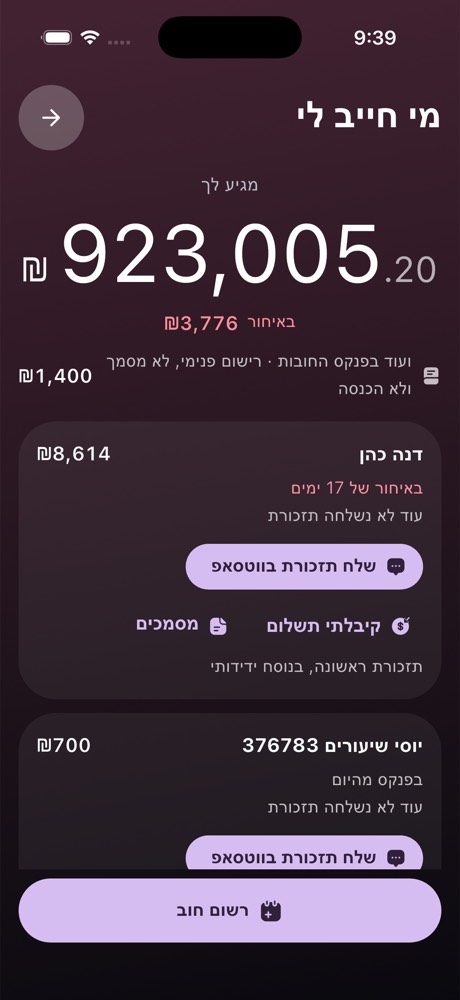 9:39
מי חייב לי
מגיע לך
₪ 923,005.20
באיחור ₪3,776
ועוד בפנקס החובות · רישום פנימי, לא מסמך
ולא הכנסה
₪1,400
דנה כהן
₪8,614
באיחור של 17 ימים
עוד לא נשלחה תזכורת
שלח תזכורת בווטסאפ
קיבלתי תשלום
מסמכים
תזכורת ראשונה, בנוסח ידידותי
יוסי שיעורים 376783
₪700
בפנקס מהיום
עוד לא נשלחה תזכורת
שלח תזכורת בווטסאפ
רשום חוב